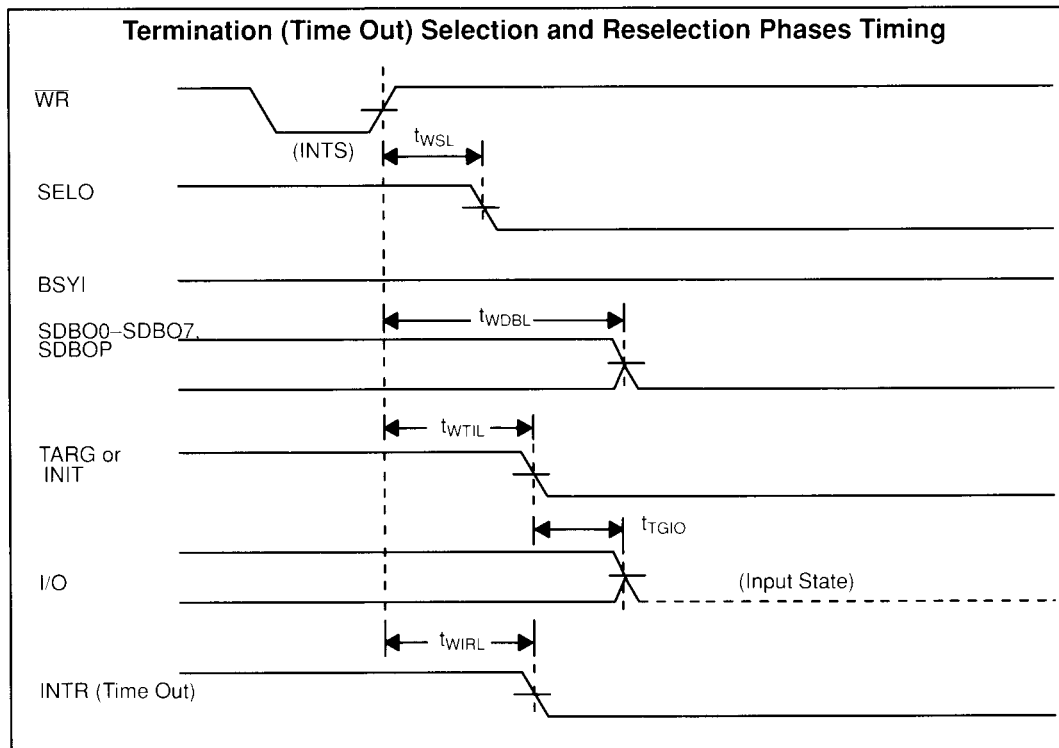 Termination (Time Out) Selection and Reselection Phases Timing
WR
(INTS)
tWSL
SELO
BSYI
tWDBL
SDBO0–SDBO7,
SDBOP
tWTIL
TARG or
INIT
tTGIO
I/O
(Input State)
tWIRL
INTR (Time Out)